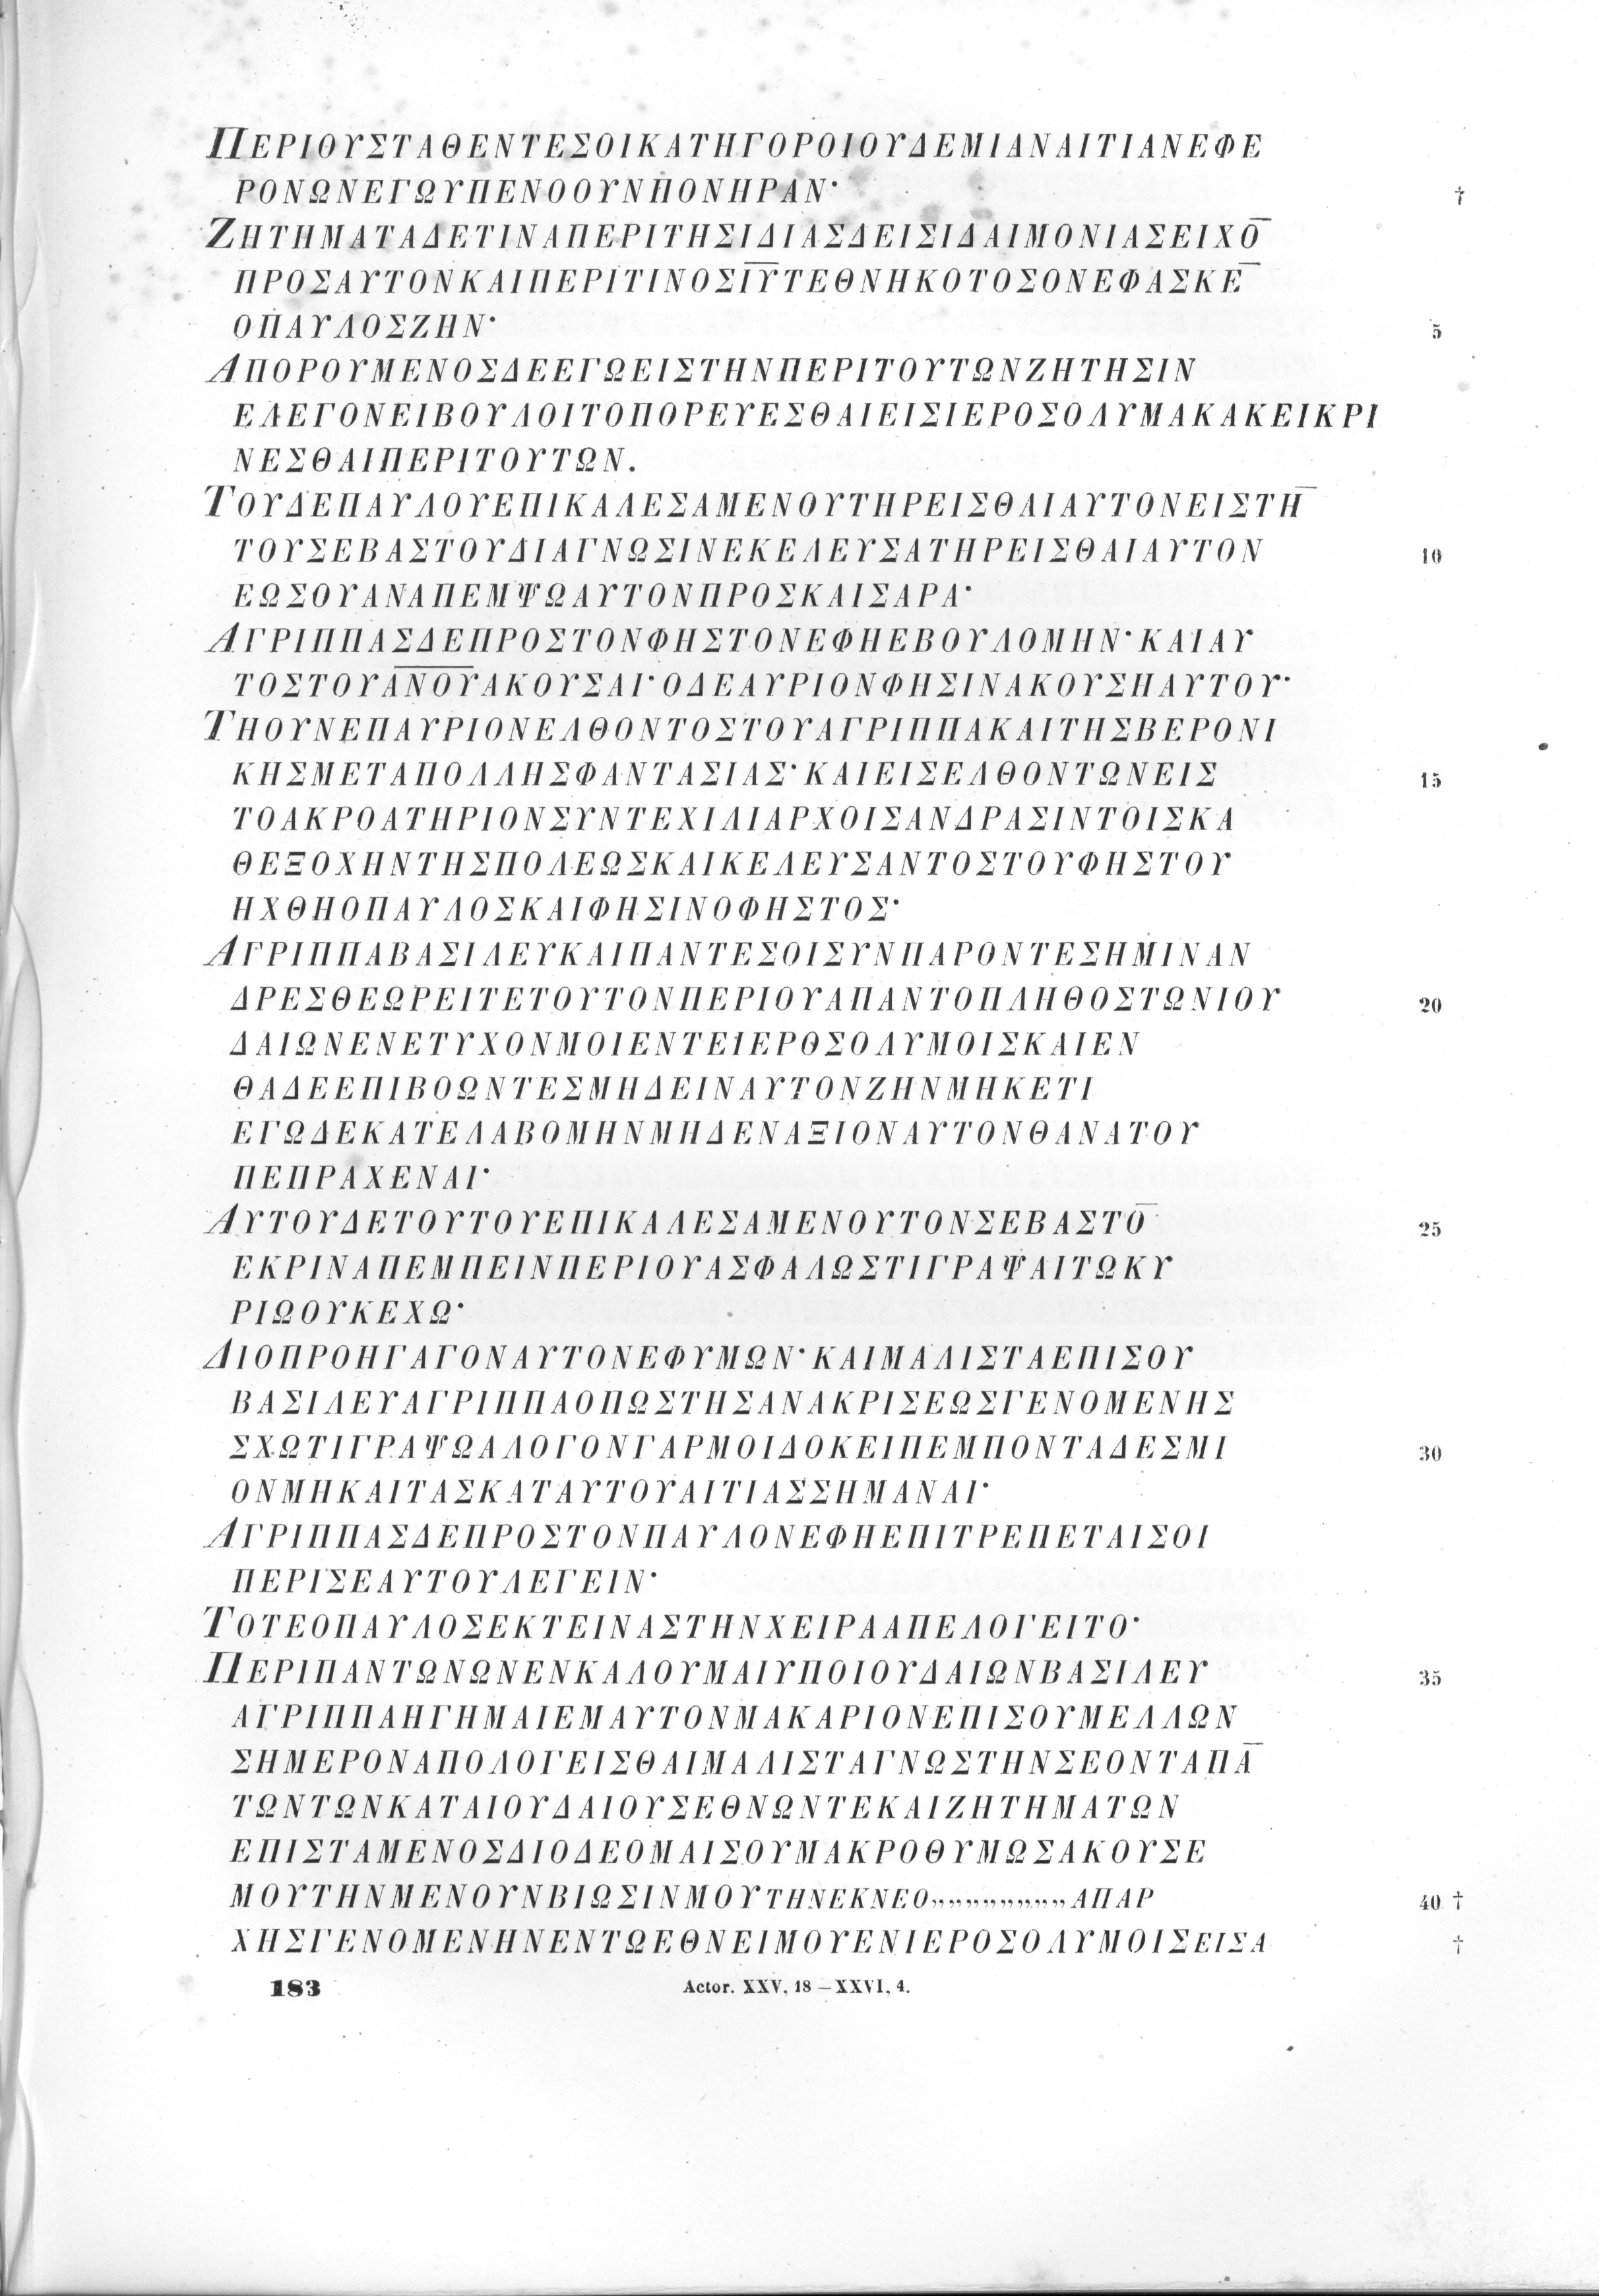 ΠΕΡΙΟΥΣΤΑΘΕΝΤΕΣΟΙΚΑΤΗΓΟΡΟΙΟΥΔΕΜΙΑΝΑΙΤΙΑΝΕΦΕ
ΡΟΝΩΝΕΓΩΥΠΕΝΟΟΥΝΠΟΝΗΡΑΝ· †
ΖΗΤΗΜΑΤΑΔΕΤΙΝΑΠΕΡΙΤΗΣΙΔΙΑΣΔΕΙΣΙΔΑΙΜΟΝΙΑΣΕΙΧΟ̅
ΠΡΟΣΑΥΤΟΝΚΑΙΠΕΡΙΤΙΝΟΣΙ̅Υ̅ΤΕΘΝΗΚΟΤΟΣΟΝΕΦΑΣΚΕ̅
ΟΠΑΥΛΟΣΖΗΝ· 5
ΑΠΟΡΟΥΜΕΝΟΣΔΕΕΓΩΕΙΣΤΗΝΠΕΡΙΤΟΥΤΩΝΖΗΤΗΣΙΝ
ΕΛΕΓΟΝΕΙΒΟΥΛΟΙΤΟΠΟΡΕΥΕΣΘΑΙΕΙΣΙΕΡΟΣΟΛΥΜΑΚΑΚΕΙΚΡΙ
ΝΕΣΘΑΙΠΕΡΙΤΟΥΤΩΝ.
ΤΟΥΔΕΠΑΥΛΟΥΕΠΙΚΑΛΕΣΑΜΕΝΟΥΤΗΡΕΙΣΘΑΙΑΥΤΟΝΕΙΣΤΗ̅
ΤΟΥΣΕΒΑΣΤΟΥΔΙΑΓΝΩΣΙΝΕΚΕΛΕΥΣΑΤΗΡΕΙΣΘΑΙΑΥΤΟΝ 10
ΕΩΣΟΥΑΝΑΠΕΜΨΩΑΥΤΟΝΠΡΟΣΚΑΙΣΑΡΑ·
ΑΓΡΙΠΠΑΣΔΕΠΡΟΣΤΟΝΦΗΣΤΟΝΕΦΗΕΒΟΥΛΟΜΗΝ·ΚΑΙΑΥ
ΤΟΣΤΟΥΑ̅Ν̅Ο̅Υ̅ΑΚΟΥΣΑΙ·ΟΔΕΑΥΡΙΟΝΦΗΣΙΝΑΚΟΥΣΗΑΥΤΟΥ·
ΤΗΟΥΝΕΠΑΥΡΙΟΝΕΛΘΟΝΤΟΣΤΟΥΑΓΡΙΠΠΑΚΑΙΤΗΣΒΕΡΟΝΙ
ΚΗΣΜΕΤΑΠΟΛΛΗΣΦΑΝΤΑΣΙΑΣ·ΚΑΙΕΙΣΕΛΘΟΝΤΩΝΕΙΣ 15
ΤΟΑΚΡΟΑΤΗΡΙΟΝΣΥΝΤΕΧΙΛΙΑΡΧΟΙΣΑΝΔΡΑΣΙΝΤΟΙΣΚΑ
ΘΕΞΟΧΗΝΤΗΣΠΟΛΕΩΣΚΑΙΚΕΛΕΥΣΑΝΤΟΣΤΟΥΦΗΣΤΟΥ
ΗΧΘΗΟΠΑΥΛΟΣΚΑΙΦΗΣΙΝΟΦΗΣΤΟΣ·
ΑΓΡΙΠΠΑΒΑΣΙΛΕΥΚΑΙΠΑΝΤΕΣΟΙΣΥΝΠΑΡΟΝΤΕΣΗΜΙΝΑΝ
ΔΡΕΣΘΕΩΡΕΙΤΕΤΟΥΤΟΝΠΕΡΙΟΥΑΠΑΝΤΟΠΛΗΘΟΣΤΩΝΙΟΥ 20
ΔΑΙΩΝΕΝΕΤΥΧΟΝΜΟΙΕΝΤΕΙΕΡΟΣΟΛΥΜΟΙΣΚΑΙΕΝ
ΘΑΔΕΕΠΙΒΟΩΝΤΕΣΜΗΔΕΙΝΑΥΤΟΝΖΗΝΜΗΚΕΤΙ
ΕΓΩΔΕΚΑΤΕΛΑΒΟΜΗΝΜΗΔΕΝΑΞΙΟΝΑΥΤΟΝΘΑΝΑΤΟΥ
ΠΕΠΡΑΧΕΝΑΙ·
ΑΥΤΟΥΔΕΤΟΥΤΟΥΕΠΙΚΑΛΕΣΑΜΕΝΟΥΤΟΝΣΕΒΑΣΤΟ̅ 25
ΕΚΡΙΝΑΠΕΜΠΕΙΝΠΕΡΙΟΥΑΣΦΑΛΩΣΤΙΓΡΑΨΑΙΤΩΚΥ
ΡΙΩΟΥΚΕΧΩ·
ΔΙΟΠΡΟΗΓΑΓΟΝΑΥΤΟΝΕΦΥΜΩΝ·ΚΑΙΜΑΛΙΣΤΑΕΠΙΣΟΥ
ΒΑΣΙΛΕΥΑΓΡΙΠΠΑΟΠΩΣΤΗΣΑΝΑΚΡΙΣΕΩΣΓΕΝΟΜΕΝΗΣ
ΣΧΩΤΙΓΡΑΨΩΑΛΟΓΟΝΓΑΡΜΟΙΔΟΚΕΙΠΕΜΠΟΝΤΑΔΕΣΜΙ 30
ΟΝΜΗΚΑΙΤΑΣΚΑΤΑΥΤΟΥΑΙΤΙΑΣΣΗΜΑΝΑΙ·
ΑΓΡΙΠΠΑΣΔΕΠΡΟΣΤΟΝΠΑΥΛΟΝΕΦΗΕΠΙΤΡΕΠΕΤΑΙΣΟΙ
ΠΕΡΙΣΕΑΥΤΟΥΛΕΓΕΙΝ·
ΤΟΤΕΟΠΑΥΛΟΣΕΚΤΕΙΝΑΣΤΗΝΧΕΙΡΑΑΠΕΛΟΓΕΙΤΟ·
ΠΕΡΙΠΑΝΤΩΝΩΝΕΝΚΑΛΟΥΜΑΙΥΠΟΙΟΥΔΑΙΩΝΒΑΣΙΛΕΥ 35
ΑΓΡΙΠΠΑΗΓΗΜΑΙΕΜΑΥΤΟΝΜΑΚΑΡΙΟΝΕΠΙΣΟΥΜΕΛΛΩΝ
ΣΗΜΕΡΟΝΑΠΟΛΟΓΕΙΣΘΑΙΜΑΛΙΣΤΑΓΝΩΣΤΗΝΣΕΟΝΤΑΠΑ̅
ΤΩΝΤΩΝΚΑΤΑΙΟΥΔΑΙΟΥΣΕΘΝΩΝΤΕΚΑΙΖΗΤΗΜΑΤΩΝ
ΕΠΙΣΤΑΜΕΝΟΣΔΙΟΔΕΟΜΑΙΣΟΥΜΑΚΡΟΘΥΜΩΣΑΚΟΥΣΕ
ΜΟΥΤΗΝΜΕΝΟΥΝΒΙΩΣΙΝΜΟΥΤΗΝΕΚΝΕΟ,,,,,,,,,,,,,,,,ΑΠΑΡ 40 †
ΧΗΣΓΕΝΟΜΕΝΗΝΕΝΤΩΕΘΝΕΙΜΟΥΕΝΙΕΡΟΣΟΛΥΜΟΙΣΕΙΣΑ †
183 Actor. XXV, 18 – XXVI, 4.